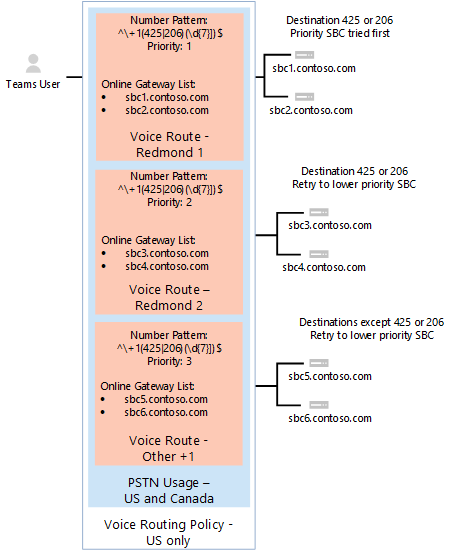 Teams User
Number Pattern:
^\+1(425|206)(\d{7}])$
Priority: 1
Online Gateway List:
• sbc1.contoso.com
• sbc2.contoso.com
Voice Route -
Redmond 1
Number Pattern:
^\+1(425|206)(\d{7}])$
Priority: 2
Online Gateway List:
• sbc3.contoso.com
• sbc4.contoso.com
Voice Route –
Redmond 2
Number Pattern:
^\+1(425|206)(\d{7}])$
Priority: 3
Online Gateway List:
• sbc5.contoso.com
• sbc6.contoso.com
Voice Route -
Other +1
PSTN Usage –
US and Canada
Voice Routing Policy -
US only
Destination 425 or 206
Priority SBC tried first
sbc1.contoso.com
sbc2.contoso.com
Destination 425 or 206
Retry to lower priority SBC
sbc3.contoso.com
sbc4.contoso.com
Destinations except 425 or 206
Retry to lower priority SBC
sbc5.contoso.com
sbc6.contoso.com